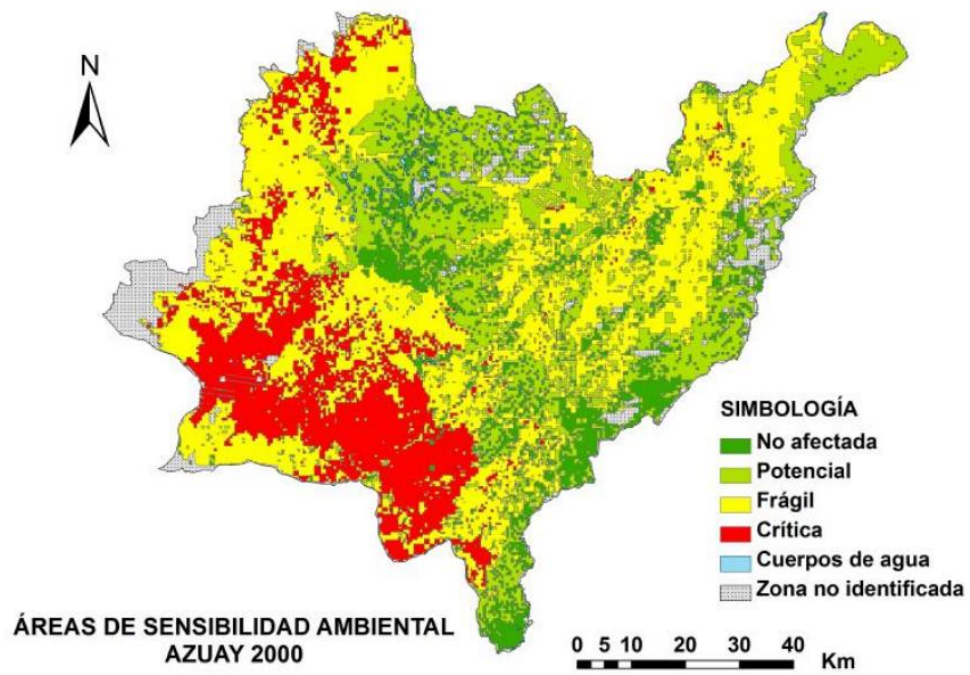 N
SIMBOLOGÍA
No afectada
Potencial
Frágil
Crítica
Cuerpos de agua
Zona no identificada
ÁREAS DE SENSIBILIDAD AMBIENTAL
AZUAY 2000
0 5 10 20 30 40
Km